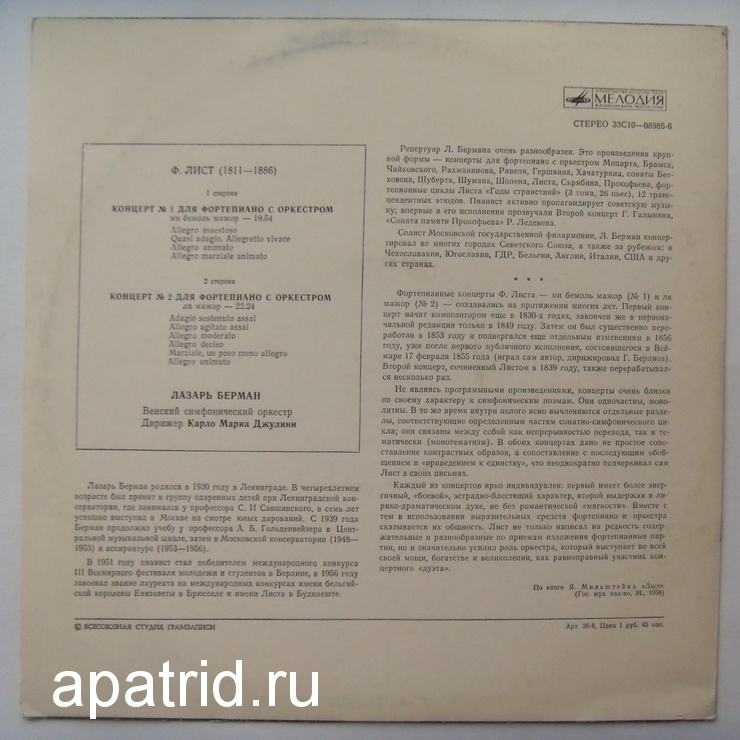 МЕЛОДИЯ
СТЕРЕО 33С10—08985-6
Ф. ЛИСТ (1811—1886)
1 сторона
КОНЦЕРТ № 1 ДЛЯ ФОРТЕПИАНО С ОРКЕСТРОМ
ми бемоль мажор — 19.54
Allegro maestoso
Quasi adagio. Allegretto vivace
Allegro animato
Allegro marziale animato
2 сторона
КОНЦЕРТ № 2 ДЛЯ ФОРТЕПИАНО С ОРКЕСТРОМ
ля мажор — 22.24
Adagio sostenuto assai
Allegro agitato assai
Allegro moderato
Allegro deciso
Marziale, un poco meno allegro
Allegro animato
ЛАЗАРЬ БЕРМАН
Венский симфонический оркестр
Дирижер Карло Мариа Джулини
Лазарь Берман родился в 1930 году в Ленинграде. В четырехлетнем
возрасте был принят в группу одаренных детей при Ленинградской кон-
серватории, где занимался у профессора С. И Савшинского, в семь лет
успешно выступил в Москве на смотре юных дарований. С 1939 года
Берман продолжил учебу у профессора А. Б. Гольденвейзера в Цент-
ральной музыкальной школе, затем в Московской консерватории (1948—
1953) и аспирантуре (1953—1956).
В 1951 году пианист стал победителем международного конкурса
III Всемирного фестиваля молодежи и студентов в Берлине, в 1956 году
завоевал звание лауреата на международных конкурсах имени бельгий-
ской королевы Елизаветы в Брюсселе и имени Листа в Будапеште.
Репертуар Л. Бермана очень разнообразен. Это произведения круп-
ной формы — концерты для фортепиано с оркестром Моцарта, Брамса,
Чайковского, Рахманинова, Равеля, Гершвина, Хачатуряна, сонаты Бет-
ховена, Шуберта, Шумана, Шопена, Листа, Скрябина, Прокофьева, фор-
тепианные циклы Листа «Годы странствий» (3 тома, 26 пьес), 12 транс-
цендентных этюдов. Пианист активно пропагандирует советскую музы-
ку; впервые в его исполнении прозвучали Второй концерт Г. Галынина,
«Соната памяти Прокофьева» Р. Леденева.
Солист Московской государственной филармонии, Л. Берман концер-
тировал во многих городах Советского Союза, а также за рубежом: в
Чехословакии, Югославии, ГДР, Бельгии, Англии, Италии, США и дру-
гих странах.
* * *
Фортепианные концерты Ф. Листа — ми бемоль мажор (№ 1) и ля
мажор (№ 2) — создавались на протяжении многих лет. Первый кон-
церт начат композитором еще в 1830-х годах, закончен же в первона-
чальной редакции только в 1849 году. Затем он был существенно пере-
работан в 1853 году и подвергался еще отдельным изменениям в 1856
году, уже после первого публичного исполнения, состоявшегося в Вей-
маре 17 февраля 1855 года (играл сам автор, дирижировал Г. Берлиоз).
Второй концерт, сочиненный Листом в 1839 году, также перерабатывал-
ся несколько раз.
Не являясь программными произведениями, концерты очень близки
по своему характеру к симфоническим поэмам. Они одночастны, моно-
литны. В то же время внутри целого ясно вычленяются отдельные разде-
лы, соответствующие определенным частям сонатно-симфонического цик-
ла; они связаны между собой как непрерывностью перехода, так и те-
матически (монотематизм). В обоих концертах дано не простое
сопоставление контрастных образов, а сопоставление с последующим обоб-
щением и «приведением к единству», что неоднократно подчеркивал сам
Лист в своих письмах.
Каждый из концертов ярко индивидуален: первый имеет более энер-
гичный, «боевой», эстрадно-блестящий характер, второй выдержан в ли-
рико-драматическом духе, не без романтической «мягкости». Вместе с
тем в использовании выразительных средств фортепиано и оркестра
сказывается их общность. Лист не только написал на редкость содер-
жательные и разнообразные по приемам изложения фортепианные пар-
тии, но и значительно усилил роль оркестра, который выступает во всей
своей мощи, богатстве и великолепии, как равноправный участник кон-
цертного «дуэта».
По книге Я. Мильштейна «Лист»
(Гос. муз. изд-во, М., 1958)
© ВСЕСОЮЗНАЯ СТУДИЯ ГРАМЗАПИСИ
Арт. 36-8, Цена 1 руб. 45 коп.
apatrid.ru